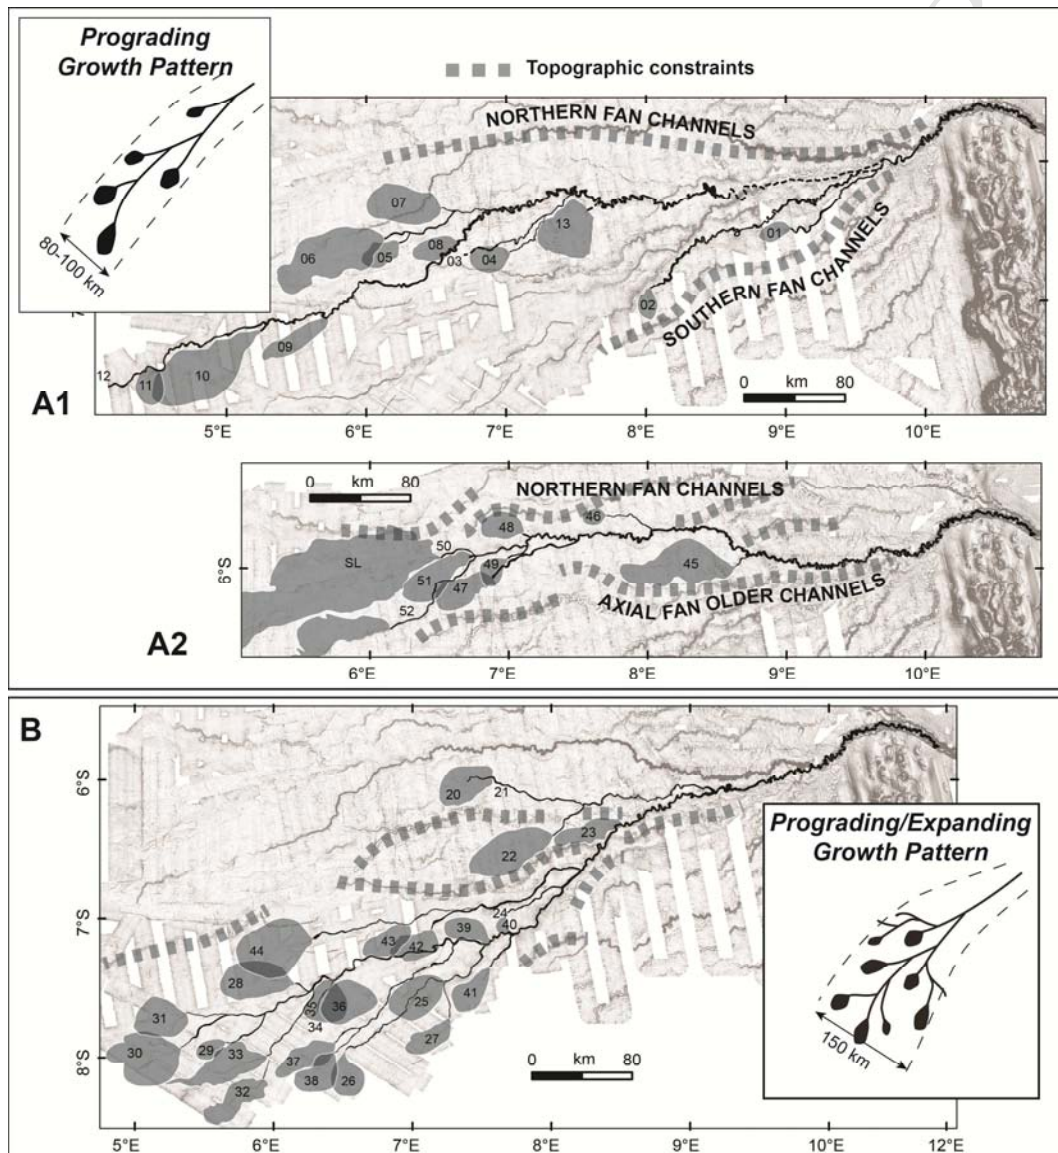 Prograding
Growth Pattern
80-100 km
Topographic constraints
NORTHERN FAN CHANNELS
07
13
01
08
05
03
04
06
02
SOUTHERN FAN CHANNELS
09
12
11
10
0 km 80
A1
5°E 6°E 7°E 8°E 9°E 10°E
0 km 80
NORTHERN FAN CHANNELS
48
46
50
SL
49
45
51
47
6°S
AXIAL FAN OLDER CHANNELS
52
A2
6°E 7°E 8°E 9°E 10°E
B
6°S
20
21
23
22
Prograding/Expanding
Growth Pattern
150 km
24
7°S
40
39
43
42
44
28
41
25
36
35
34
31
27
30
29
33
37
8°S
38
26
32
0 km 80
5°E 6°E 7°E 8°E 9°E 10°E 12°E